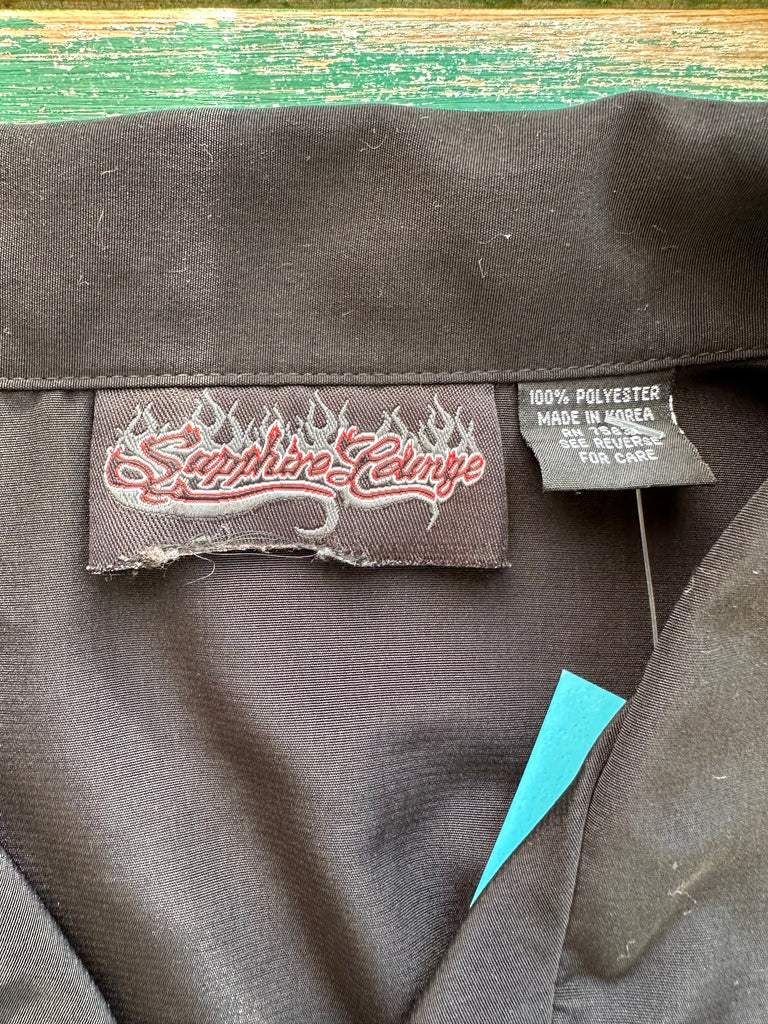 Sapphire Lounge
100% POLYESTER
MADE IN KOREA
SEE REVERSE
FOR CARE